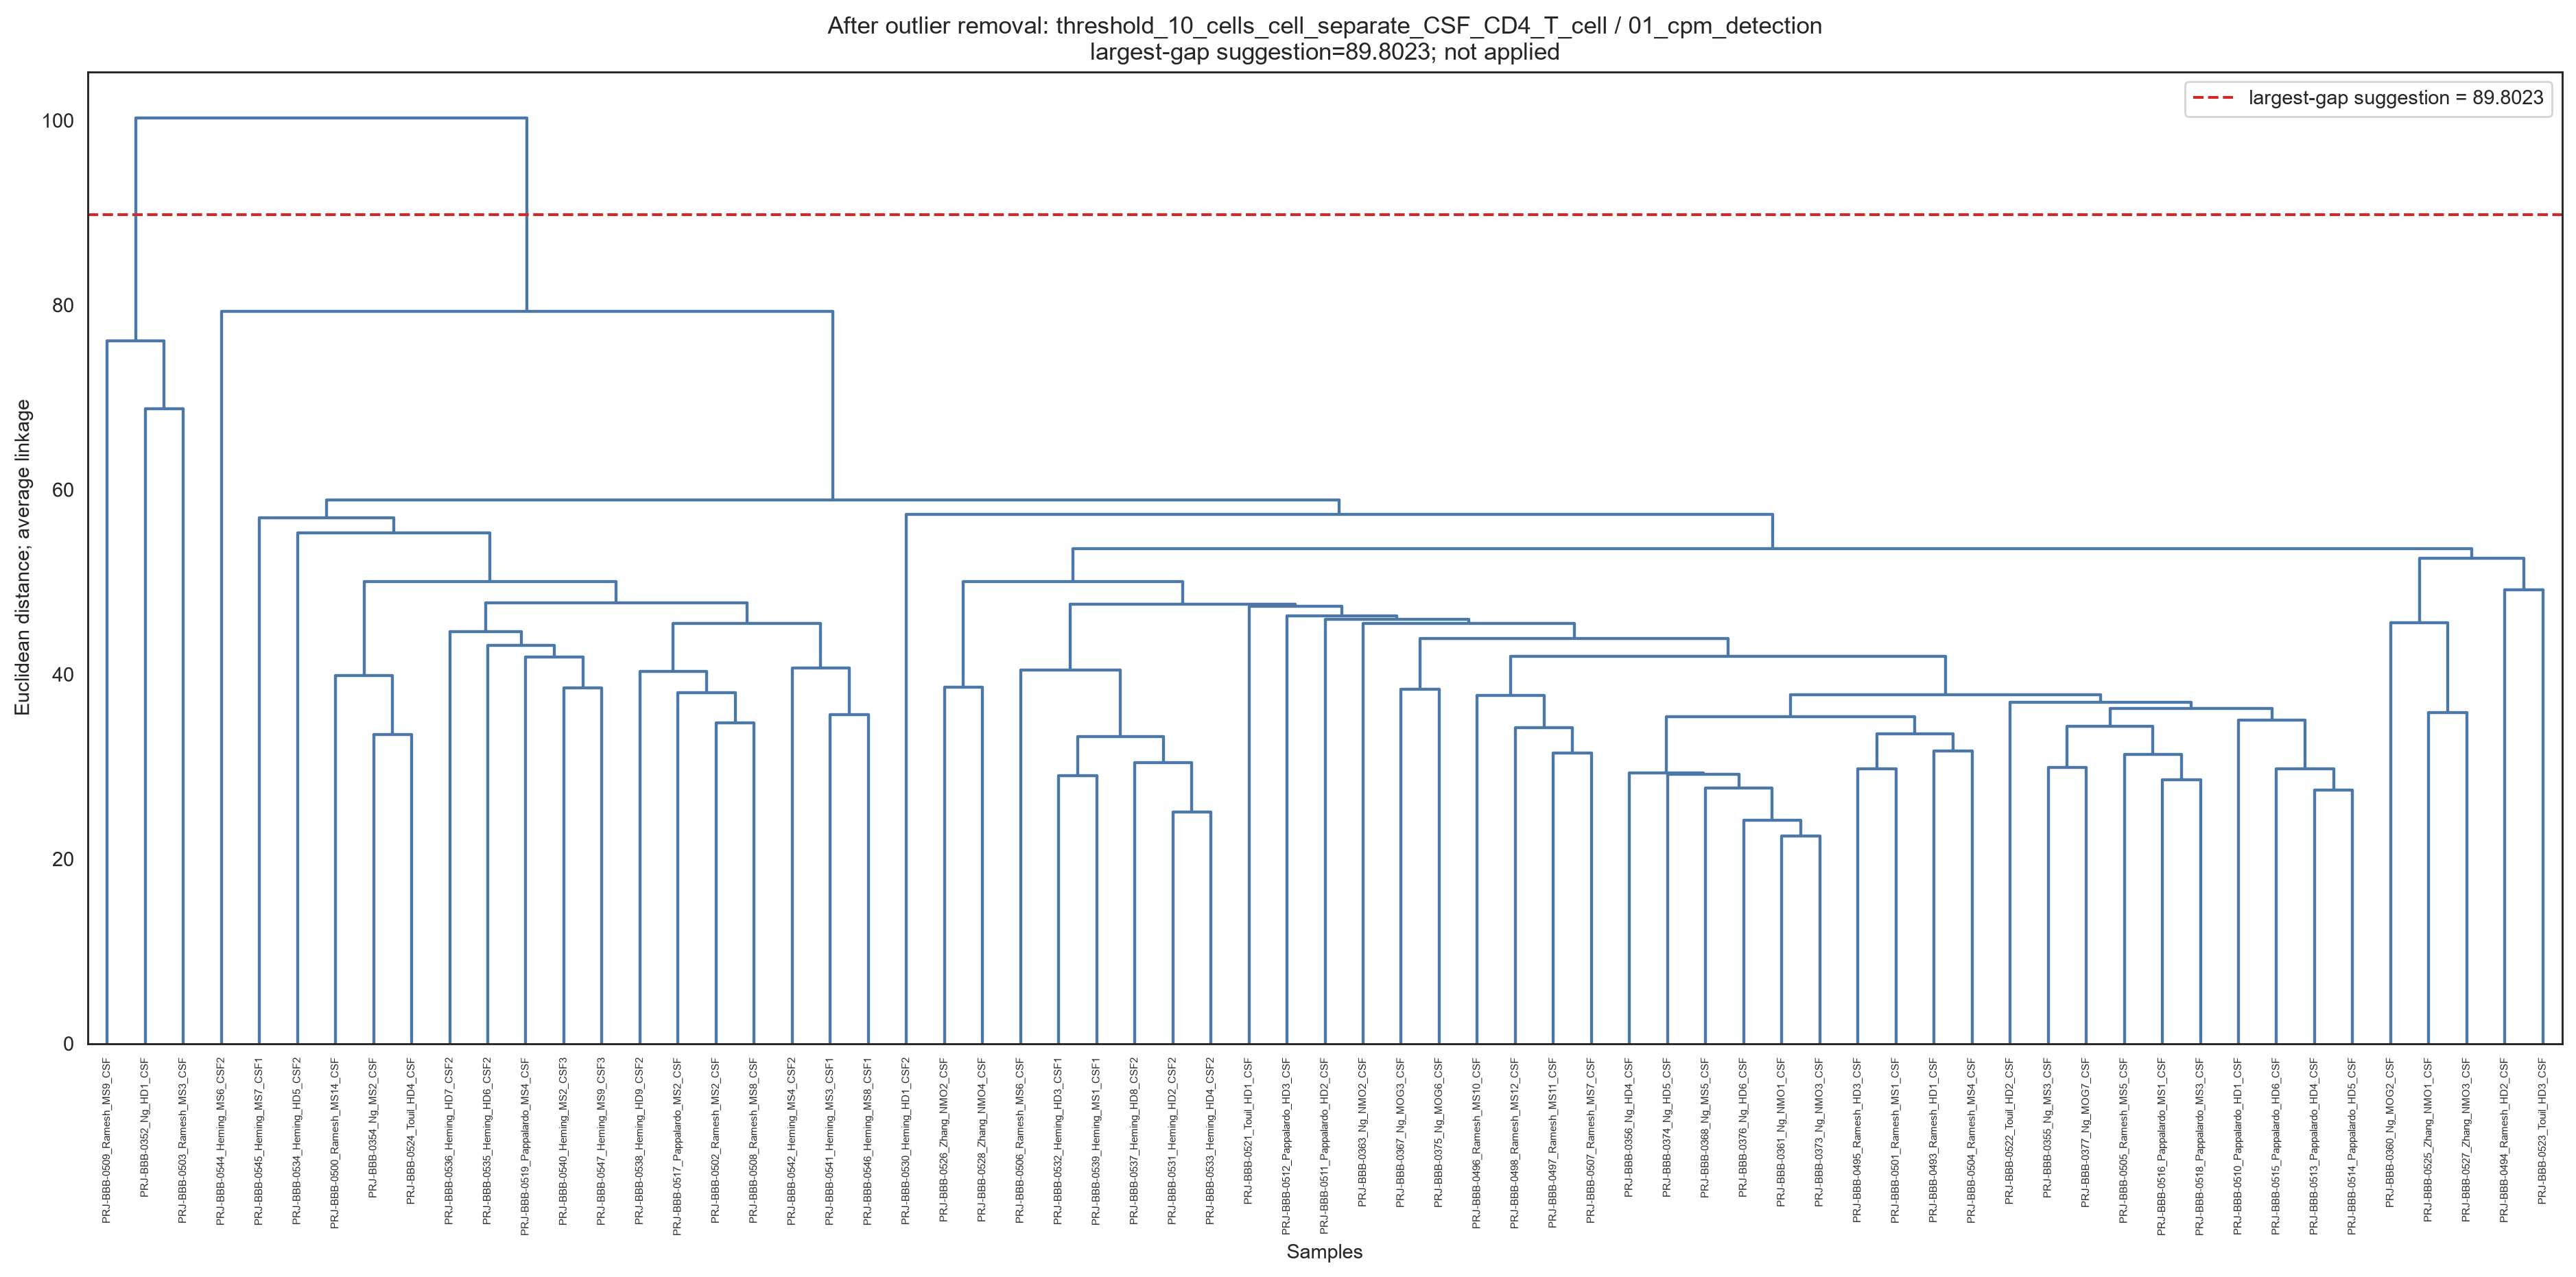 After outlier removal: threshold_10_cells_cell_separate_CSF_CD4_T_cell / 01_cpm_detection
largest-gap suggestion=89.8023; not applied
largest-gap suggestion = 89.8023
100
80
60
40
20
0
Euclidean distance; average linkage
PRJ-BBB-0509_Ramesh_MS9_CSF
PRJ-BBB-0352_Ng_HD1_CSF
PRJ-BBB-0503_Ramesh_MS3_CSF
PRJ-BBB-0544_Heming_MS6_CSF2
PRJ-BBB-0545_Heming_MS7_CSF1
PRJ-BBB-0534_Heming_HD5_CSF2
PRJ-BBB-0500_Ramesh_MS14_CSF
PRJ-BBB-0354_Ng_MS2_CSF
PRJ-BBB-0524_Touil_HD4_CSF
PRJ-BBB-0536_Heming_HD7_CSF2
PRJ-BBB-0535_Heming_HD6_CSF2
PRJ-BBB-0519_Pappalardo_MS4_CSF
PRJ-BBB-0540_Heming_MS2_CSF3
PRJ-BBB-0547_Heming_MS9_CSF3
PRJ-BBB-0538_Heming_HD9_CSF2
PRJ-BBB-0517_Pappalardo_MS2_CSF
PRJ-BBB-0502_Ramesh_MS2_CSF
PRJ-BBB-0508_Ramesh_MS8_CSF
PRJ-BBB-0542_Heming_MS4_CSF2
PRJ-BBB-0541_Heming_MS3_CSF1
PRJ-BBB-0546_Heming_MS8_CSF1
PRJ-BBB-0530_Heming_HD1_CSF2
PRJ-BBB-0526_Zhang_NMO2_CSF
PRJ-BBB-0528_Zhang_NMO4_CSF
PRJ-BBB-0506_Ramesh_MS6_CSF
PRJ-BBB-0532_Heming_HD3_CSF1
PRJ-BBB-0539_Heming_MS1_CSF1
PRJ-BBB-0537_Heming_HD8_CSF2
PRJ-BBB-0531_Heming_HD2_CSF2
PRJ-BBB-0533_Heming_HD4_CSF2
PRJ-BBB-0521_Touil_HD1_CSF
PRJ-BBB-0512_Pappalardo_HD3_CSF
PRJ-BBB-0511_Pappalardo_HD2_CSF
PRJ-BBB-0363_Ng_NMO2_CSF
PRJ-BBB-0367_Ng_MOG3_CSF
PRJ-BBB-0375_Ng_MOG6_CSF
PRJ-BBB-0496_Ramesh_MS10_CSF
PRJ-BBB-0498_Ramesh_MS12_CSF
PRJ-BBB-0497_Ramesh_MS11_CSF
PRJ-BBB-0507_Ramesh_MS7_CSF
PRJ-BBB-0356_Ng_HD4_CSF
PRJ-BBB-0374_Ng_HD5_CSF
PRJ-BBB-0368_Ng_MS5_CSF
PRJ-BBB-0376_Ng_HD6_CSF
PRJ-BBB-0361_Ng_NMO1_CSF
PRJ-BBB-0373_Ng_NMO3_CSF
PRJ-BBB-0495_Ramesh_HD3_CSF
PRJ-BBB-0501_Ramesh_MS1_CSF
PRJ-BBB-0493_Ramesh_HD1_CSF
PRJ-BBB-0504_Ramesh_MS4_CSF
PRJ-BBB-0522_Touil_HD2_CSF
PRJ-BBB-0355_Ng_MS3_CSF
PRJ-BBB-0377_Ng_MOG7_CSF
PRJ-BBB-0505_Ramesh_MS5_CSF
PRJ-BBB-0516_Pappalardo_MS1_CSF
PRJ-BBB-0518_Pappalardo_MS3_CSF
PRJ-BBB-0510_Pappalardo_HD1_CSF
PRJ-BBB-0515_Pappalardo_HD6_CSF
PRJ-BBB-0513_Pappalardo_HD4_CSF
PRJ-BBB-0514_Pappalardo_HD5_CSF
PRJ-BBB-0360_Ng_MOG2_CSF
PRJ-BBB-0525_Zhang_NMO1_CSF
PRJ-BBB-0527_Zhang_NMO3_CSF
PRJ-BBB-0494_Ramesh_HD2_CSF
PRJ-BBB-0523_Touil_HD3_CSF
Samples